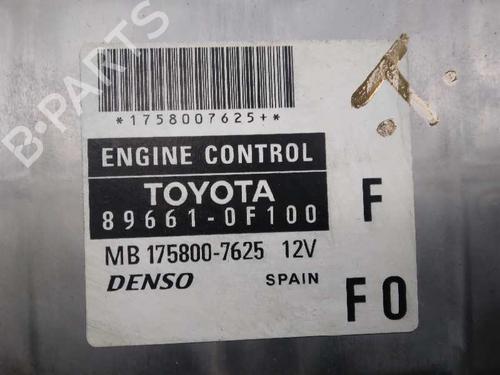 *1758007625+*
ENGINE CONTROL
TOYOTA
89661-0F100
F
MB 175800-7625 12V
DENSO
SPAIN
F0
B-PARTS